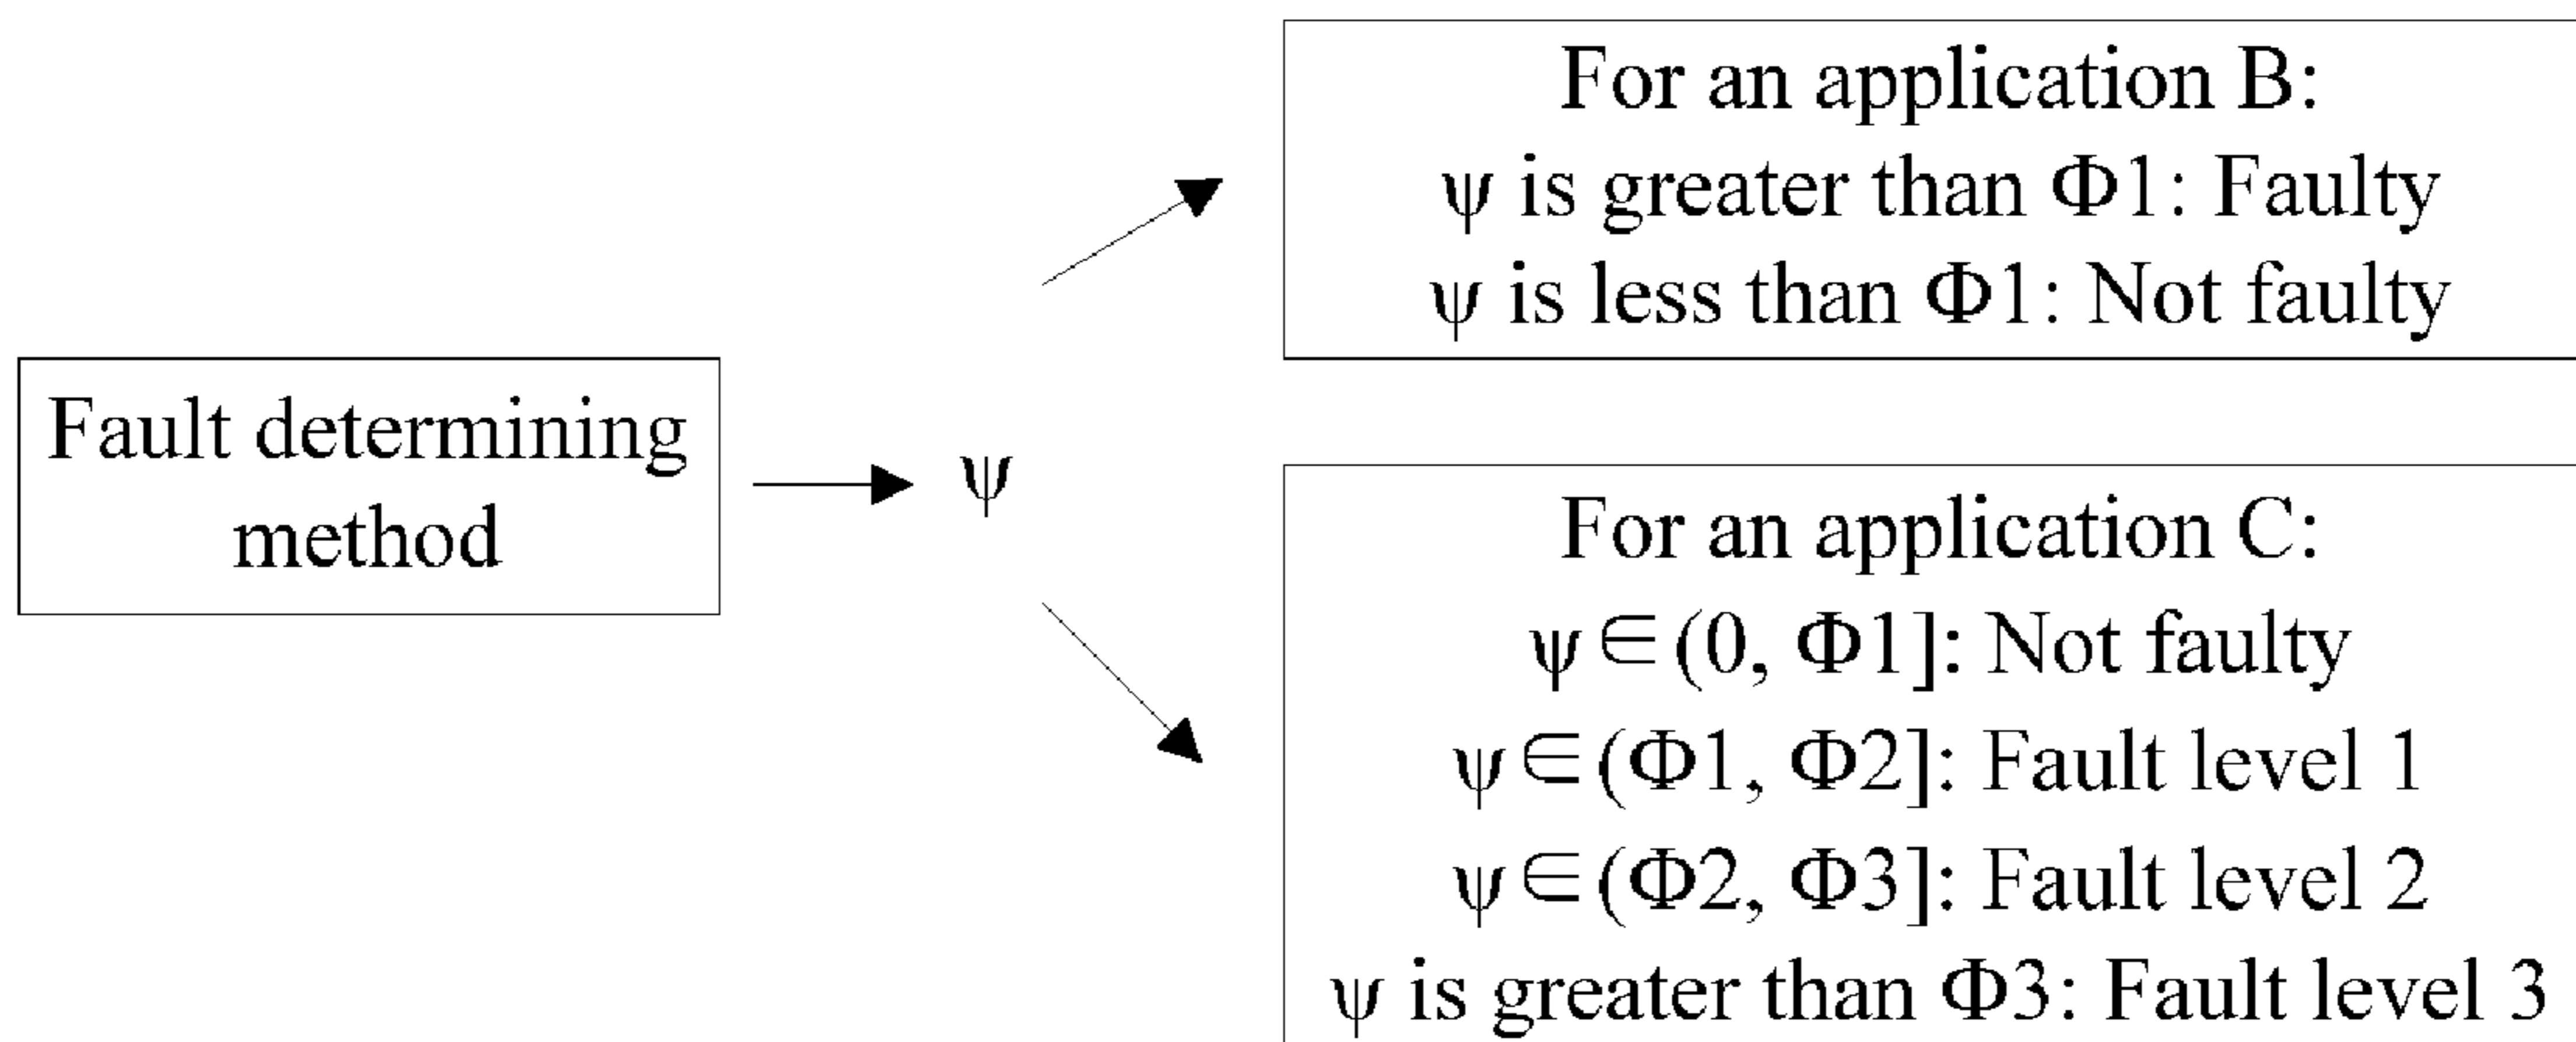 Fault determining
method
ψ
For an application B:
ψ is greater than Φ1: Faulty
ψ is less than Φ1: Not faulty
For an application C:
ψ∈(0, Φ1]: Not faulty
ψ∈(Φ1, Φ2]: Fault level 1
ψ∈(Φ2, Φ3]: Fault level 2
ψ is greater than Φ3: Fault level 3